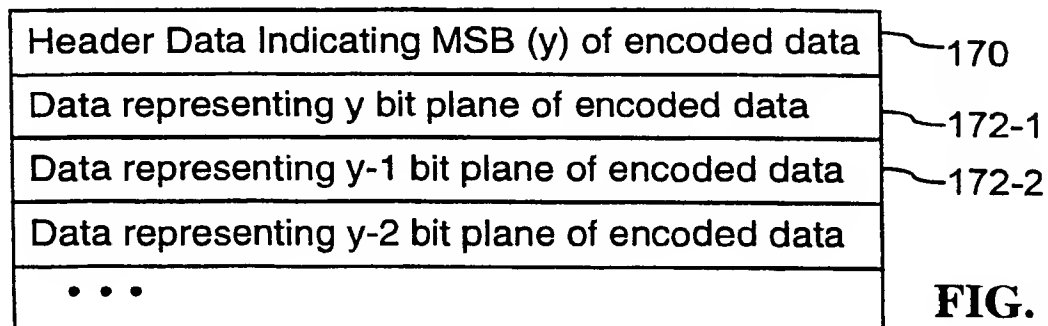 Header Data Indicating MSB (y) of encoded data 170
Data representing y bit plane of encoded data 172-1
Data representing y-1 bit plane of encoded data 172-2
Data representing y-2 bit plane of encoded data
• • •
FIG.